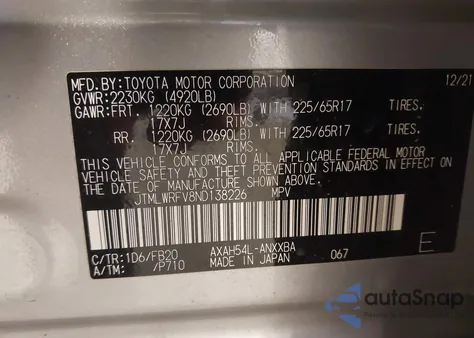 MFD.BY:TOYOTA MOTOR CORPORATION 12/21
GVWR:2230KG (4920LB)
GAWR:FRT. 1220KG (2690LB) WITH 225/65R17 TIRES.
17X7J RIMS.
RR. 1220KG (2690LB) WITH 225/65R17 TIRES.
17X7J RIMS.
THIS VEHICLE CONFORMS TO ALL APPLICABLE FEDERAL MOTOR
VEHICLE SAFETY AND THEFT PREVENTION STANDARDS IN EFFECT
ON THE DATE OF MANUFACTURE SHOWN ABOVE.
JTMLWRFV8ND138226 MPV
C/TR:1D6/FB20 AXAH54L-ANXXBA 067 E
A/TM: /P710 MADE IN JAPAN
autoSnap